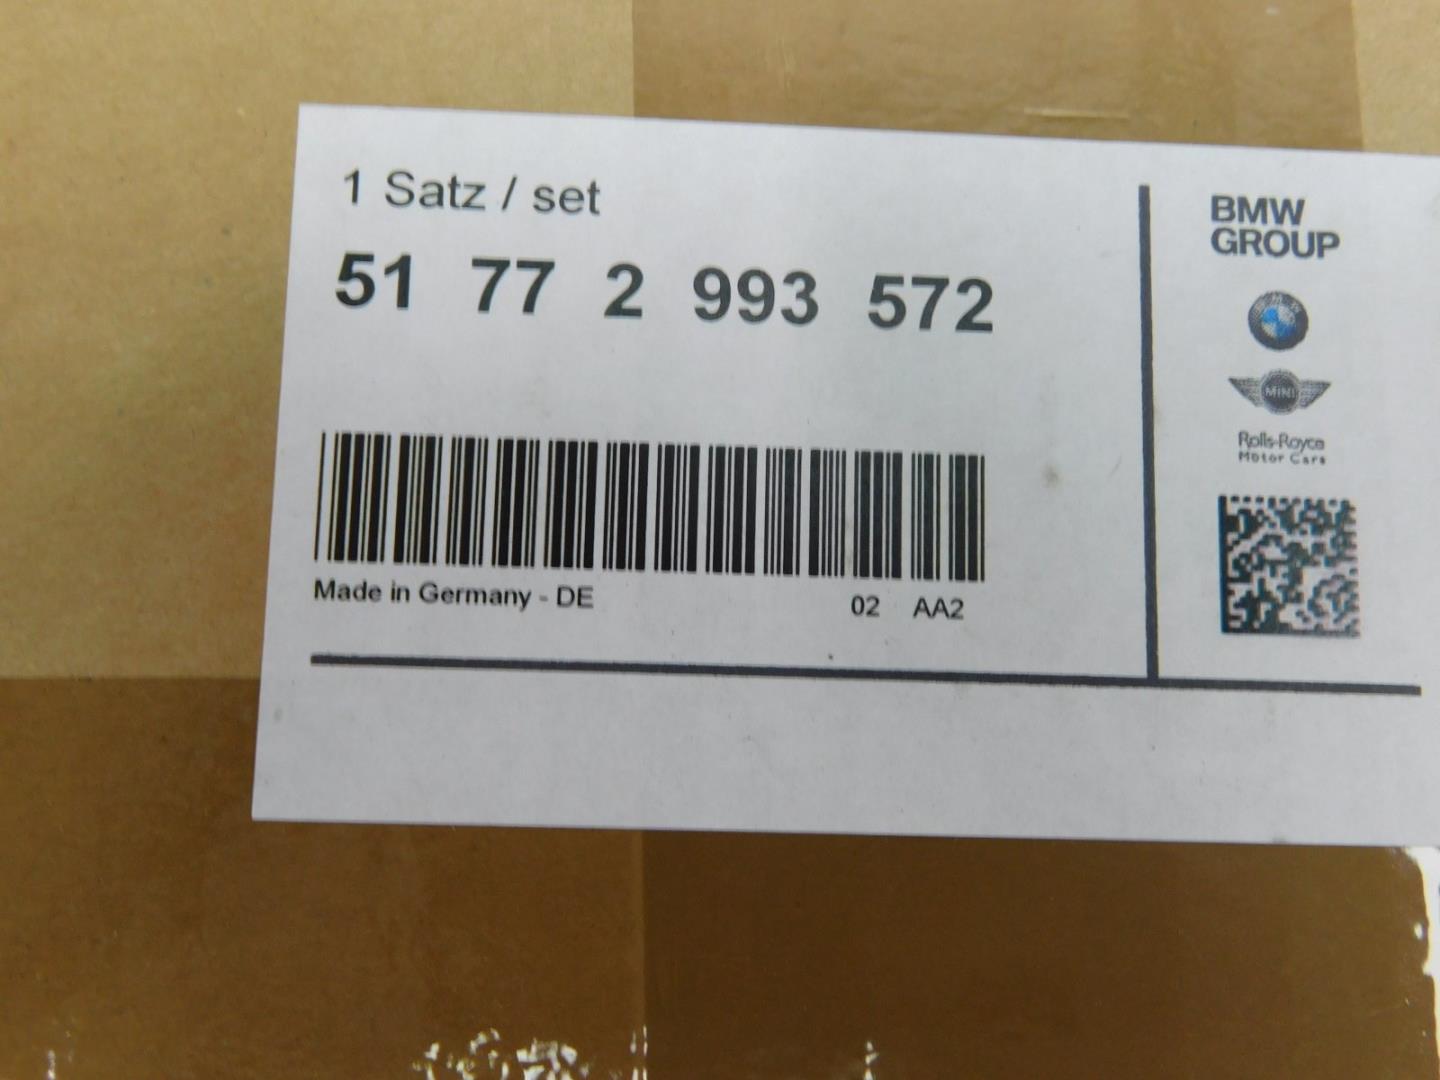 1 Satz / set
51 77 2 993 572
Made in Germany - DE
02 AA2
BMW
GROUP
MINI
Rolls-Royce
Motor Cars